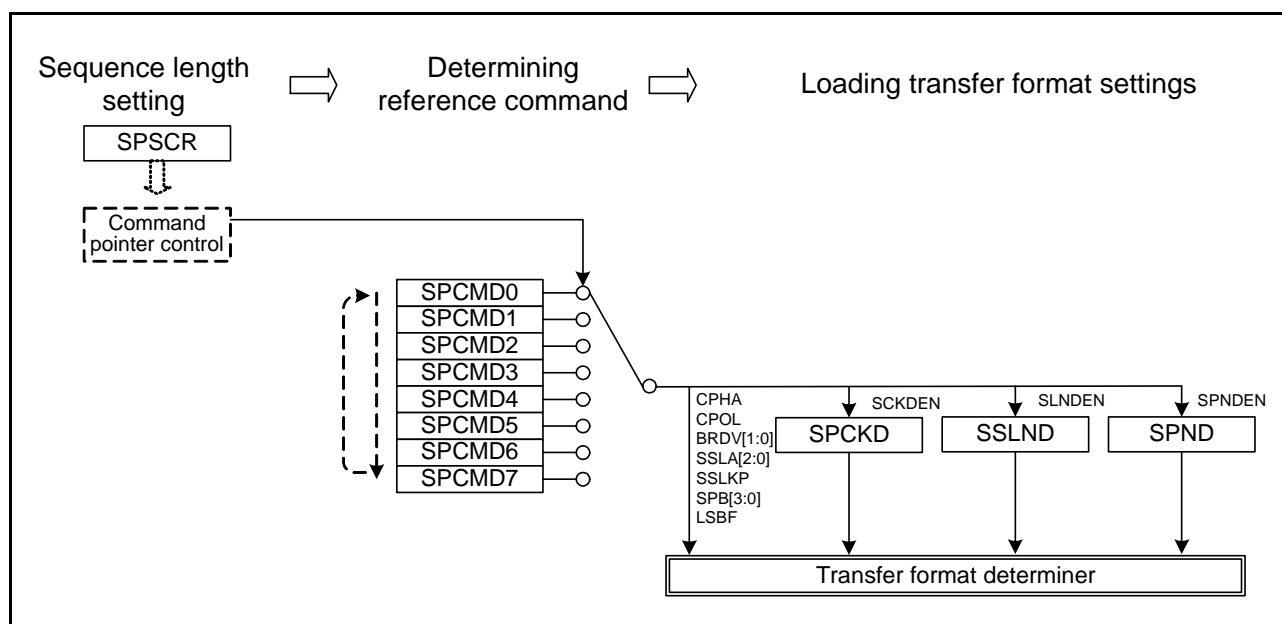 Sequence length
setting
Determining
reference command
Loading transfer format settings
SPSCR
Command
pointer control
SPCMD0
SPCMD1
SPCMD2
SPCMD3
SPCMD4
SPCMD5
SPCMD6
SPCMD7
CPHA
CPOL
BRDV[1:0]
SSLA[2:0]
SSLKP
SPB[3:0]
LSBF
SCKDEN
SPCKD
SLNDEN
SSLND
SPNDEN
SPND
Transfer format determiner